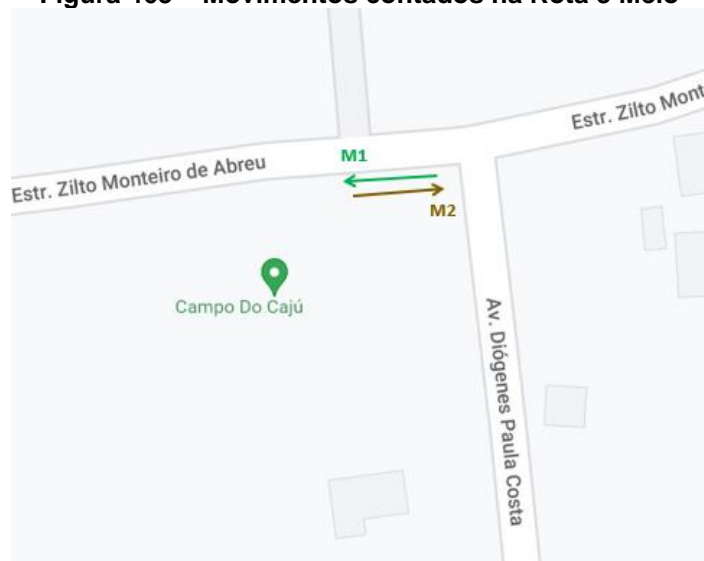 Movimentos contados na Rota e Meio
Estr. Zilto Mont
Estr. Zilto Monteiro de Abreu
M1
M2
Campo Do Cajú
Av. Diógenes Paula Costa